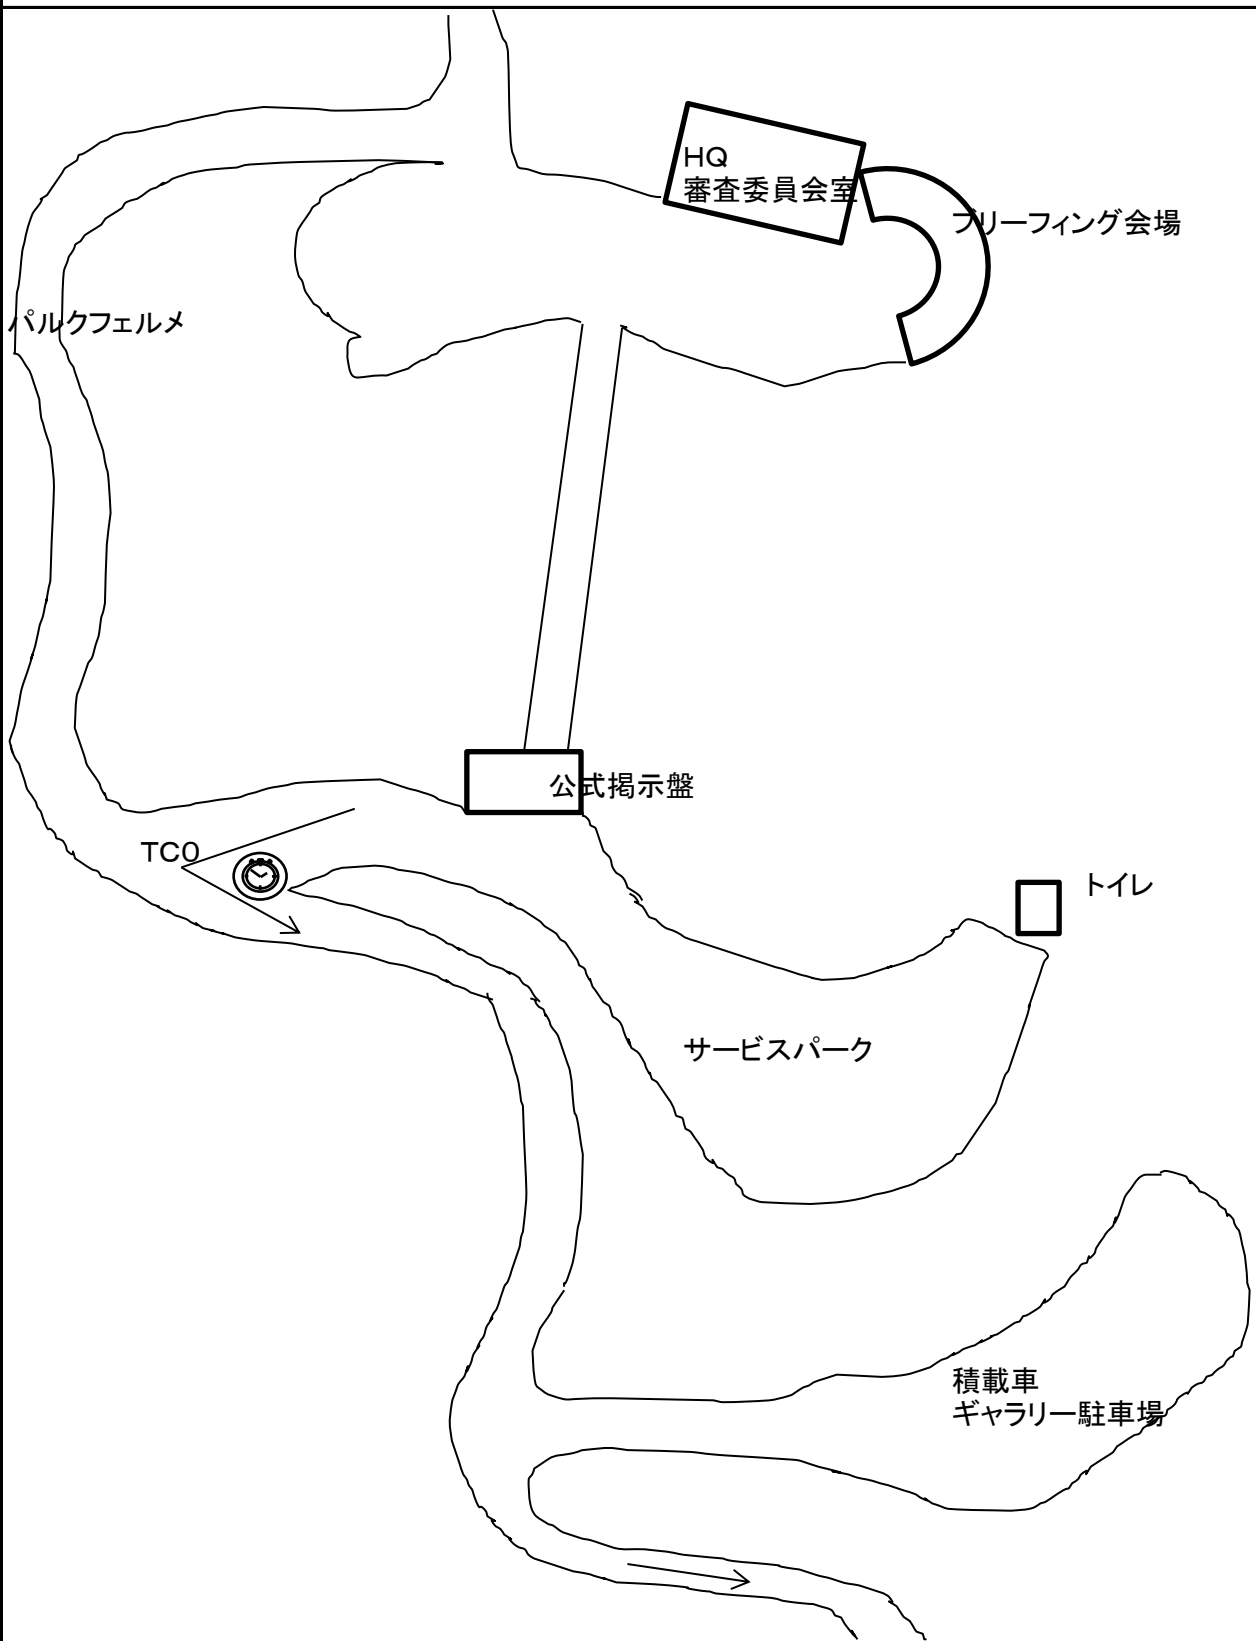 HQ
審査委員会室
ブリーフィング会場
パルクフェルメ
公式掲示盤
TC0
トイレ
サービスパーク
積載車
ギャラリー駐車場